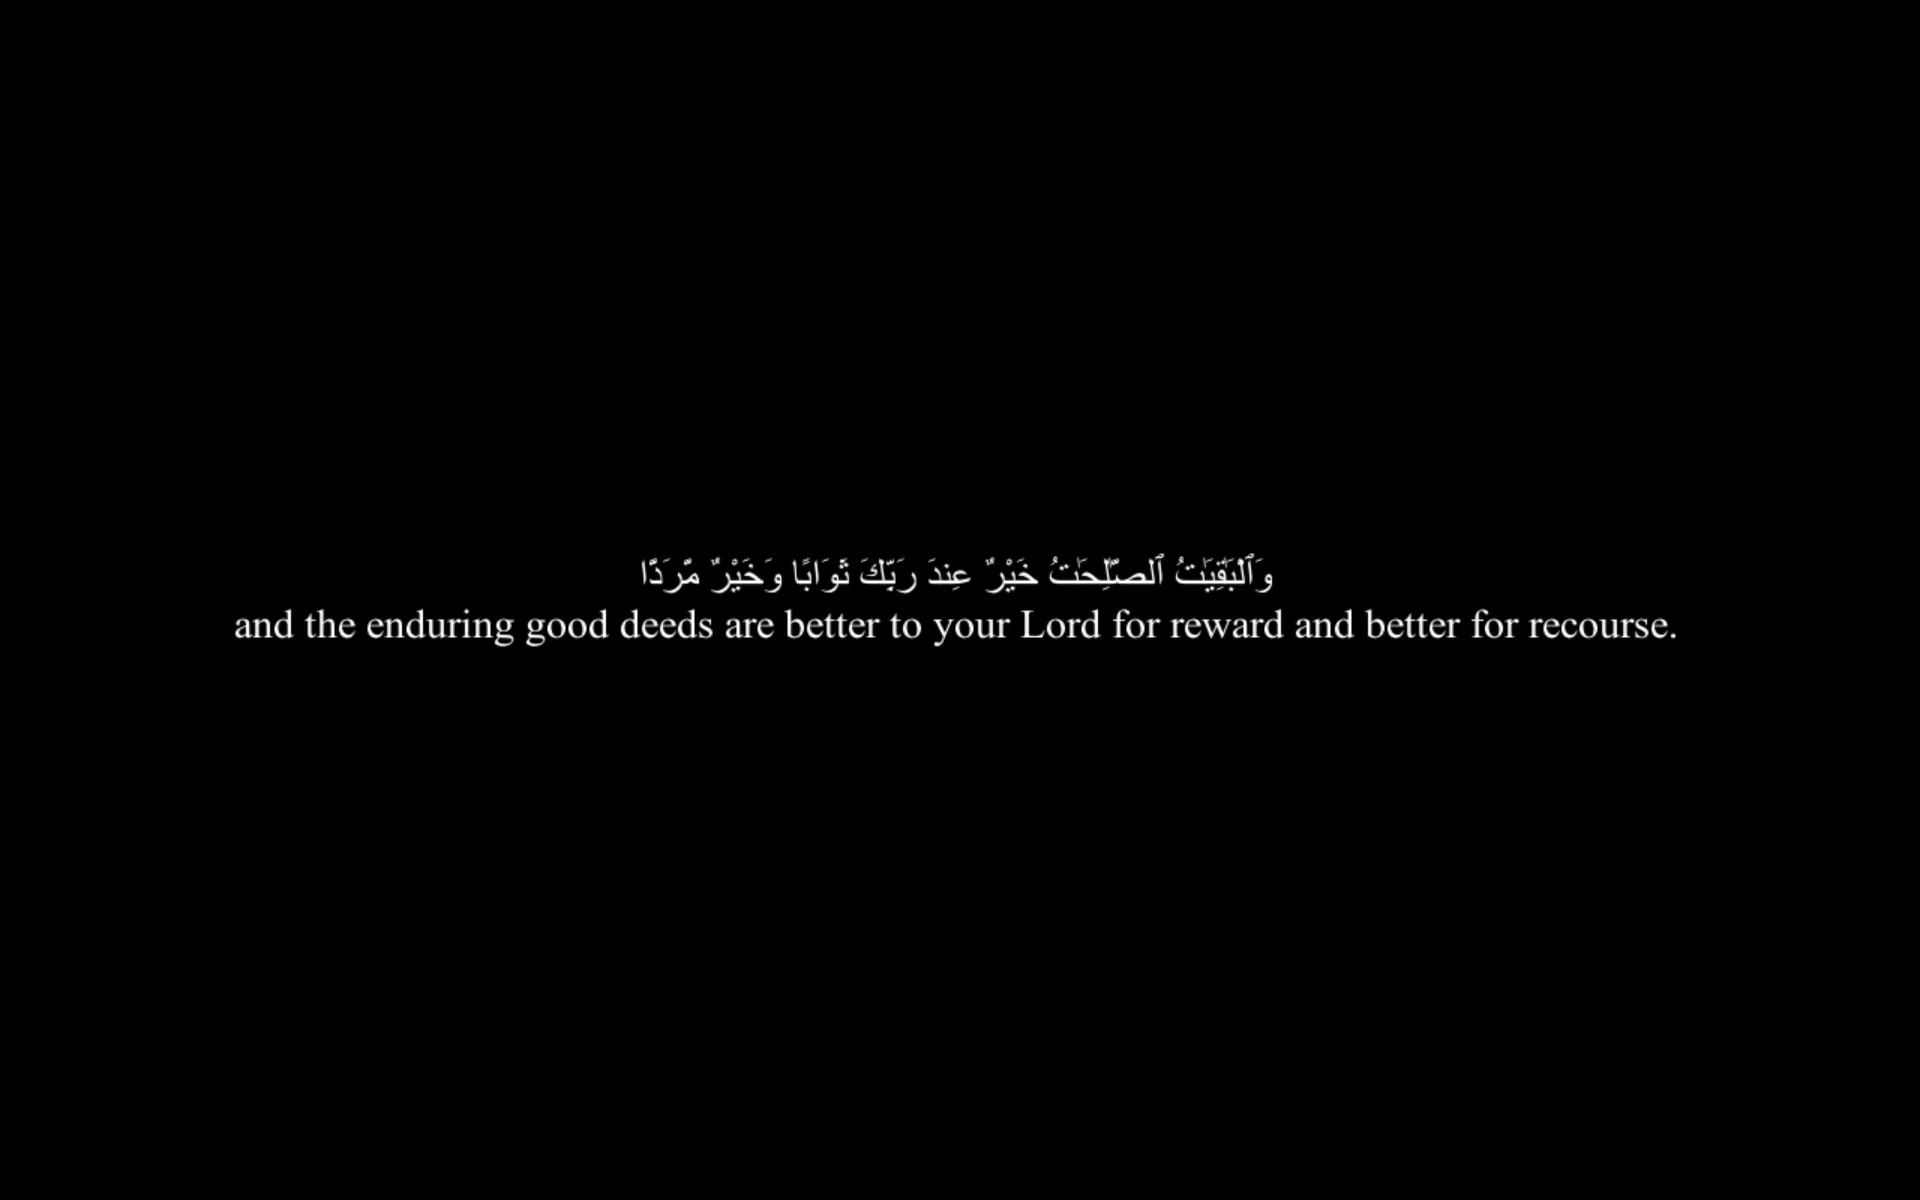 وَٱلْبَـٰقِيَـٰتُ ٱلصَّـٰلِحَـٰتُ خَيْرٌ عِندَ رَبِّكَ ثَوَابًا وَخَيْرٌ مَّرَدًّا
and the enduring good deeds are better to your Lord for reward and better for recourse.